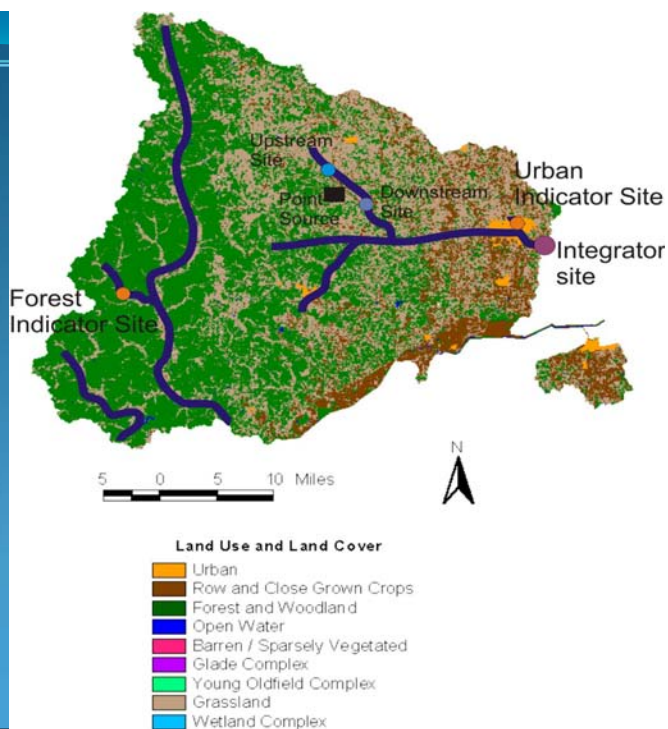 Upstream
Site
Point
Source
Downstream
Site
Urban
Indicator Site
Integrator
site
Forest
Indicator Site
N
5 0 5 10 Miles
Land Use and Land Cover
Urban
Row and Close Grown Crops
Forest and Woodland
Open Water
Barren / Sparsely Vegetated
Glade Complex
Young Oldfield Complex
Grassland
Wetland Complex